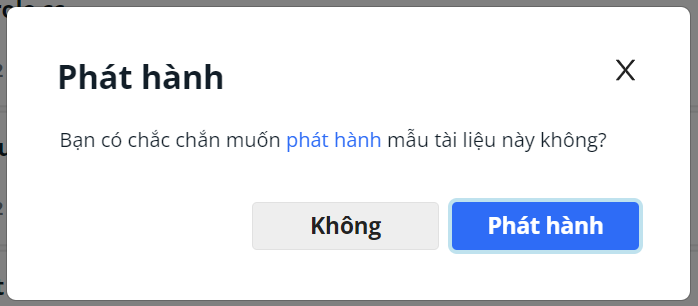 Phát hành
X
Bạn có chắc chắn muốn phát hành mẫu tài liệu này không?
Không
Phát hành